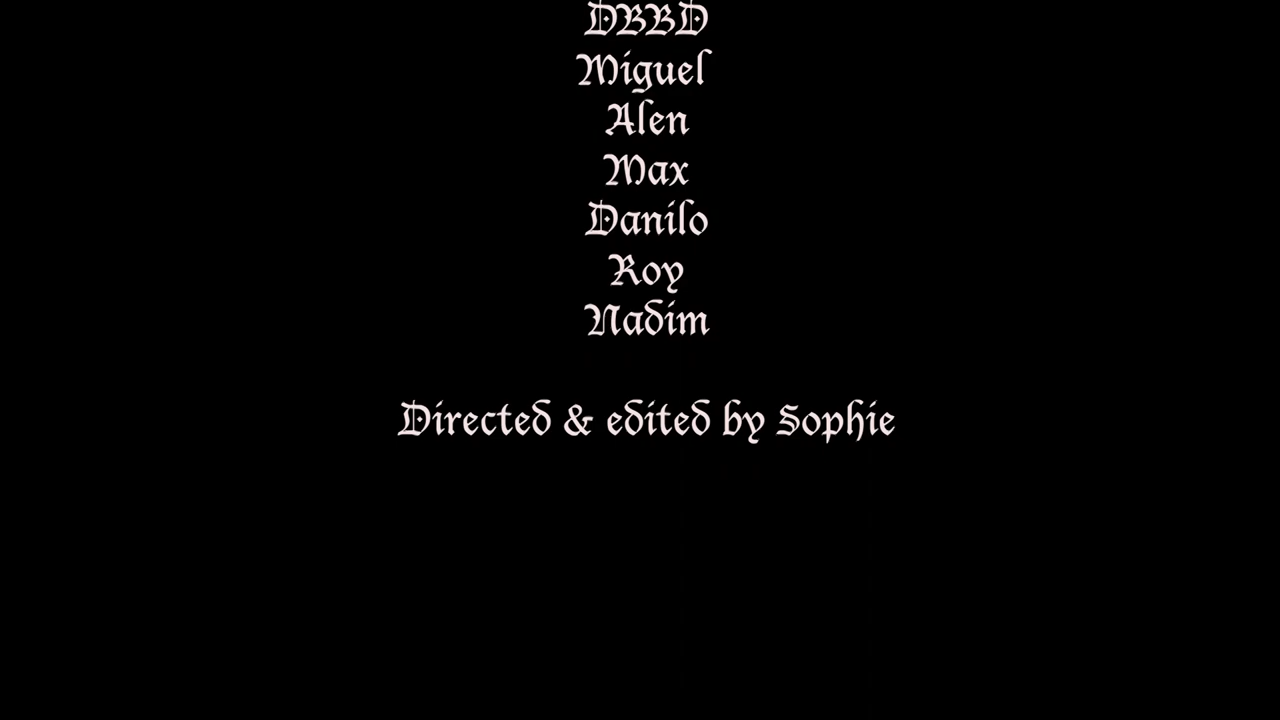 DBBD
Miguel
Alen
Max
Danilo
Roy
Nadim
Directed & edited by Sophie